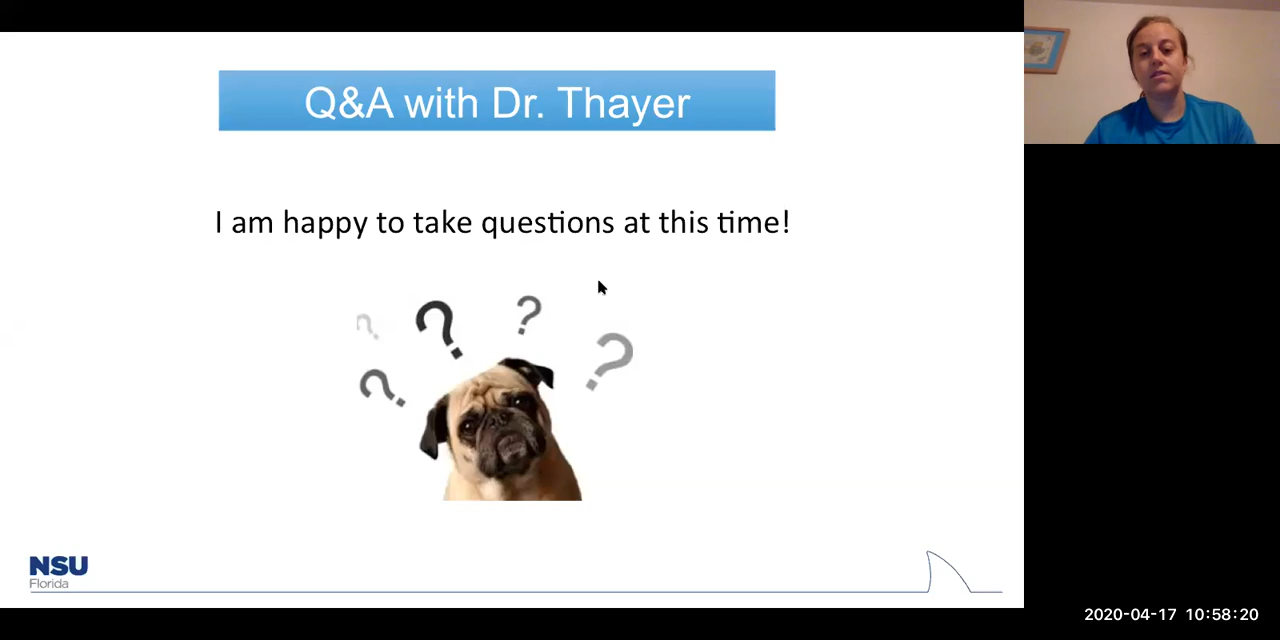 Q&A with Dr. Thayer
I am happy to take questions at this time!
?
?
?
?
?
NSU
Florida
2020-04-17 10:58:20